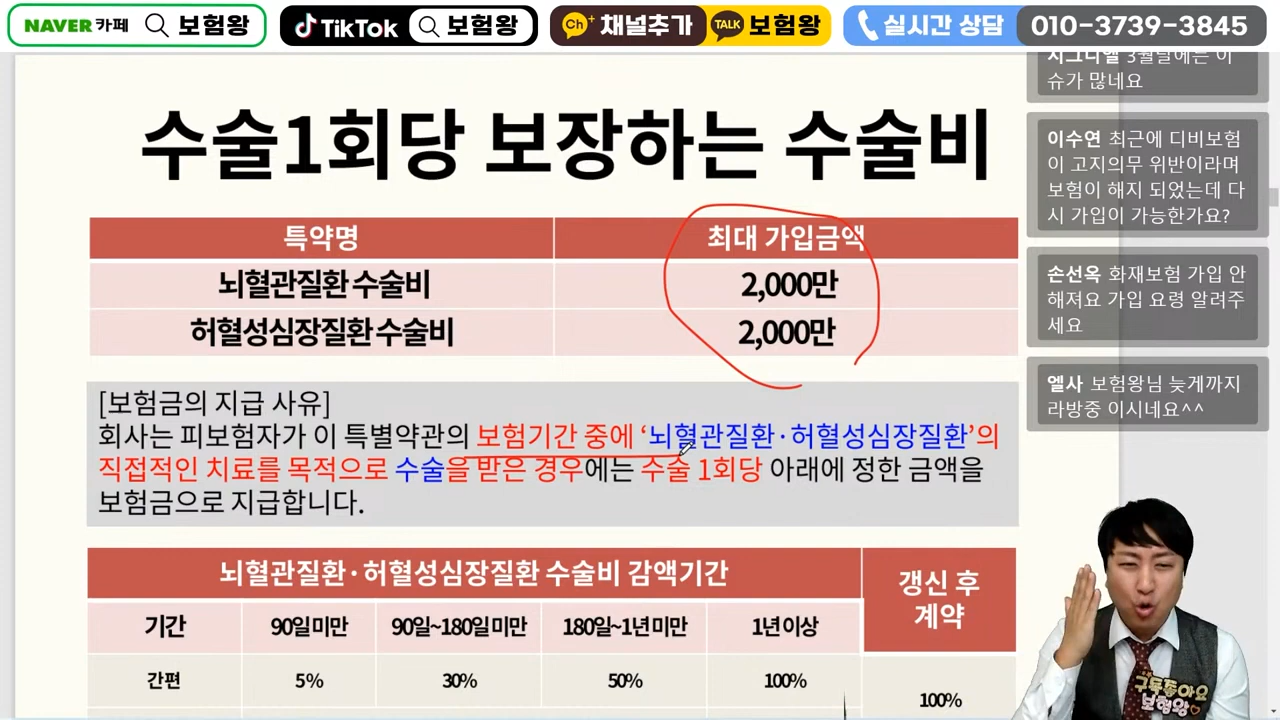 NAVER 카페 보험왕
TikTok 보험왕
Ch+ 채널추가 TALK 보험왕
실시간 상담 010-3739-3845
수술1회당 보장하는 수술비
특약명 최대 가입금액
뇌혈관질환 수술비 2,000만
허혈성심장질환 수술비 2,000만
[보험금의 지급 사유]
회사는 피보험자가 이 특별약관의 보험기간 중에 ‘뇌혈관질환·허혈성심장질환’의
직접적인 치료를 목적으로 수술을 받은 경우에는 수술 1회당 아래에 정한 금액을
보험금으로 지급합니다.
뇌혈관질환·허혈성심장질환 수술비 감액기간
갱신 후
계약
기간 90일미만 90일~180일미만 180일~1년미만 1년이상
간편 5% 30% 50% 100%
100%
시그니엘 3월달에는 이
슈가 많네요
이수연 최근에 디비보험
이 고지의무 위반이라며
보험이 해지 되었는데 다
시 가입이 가능한가요?
손선옥 화재보험 가입 안
해져요 가입 요령 알려주
세요
엘사 보험왕님 늦게까지
라방중 이시네요^^
구독좋아요
보험왕♡